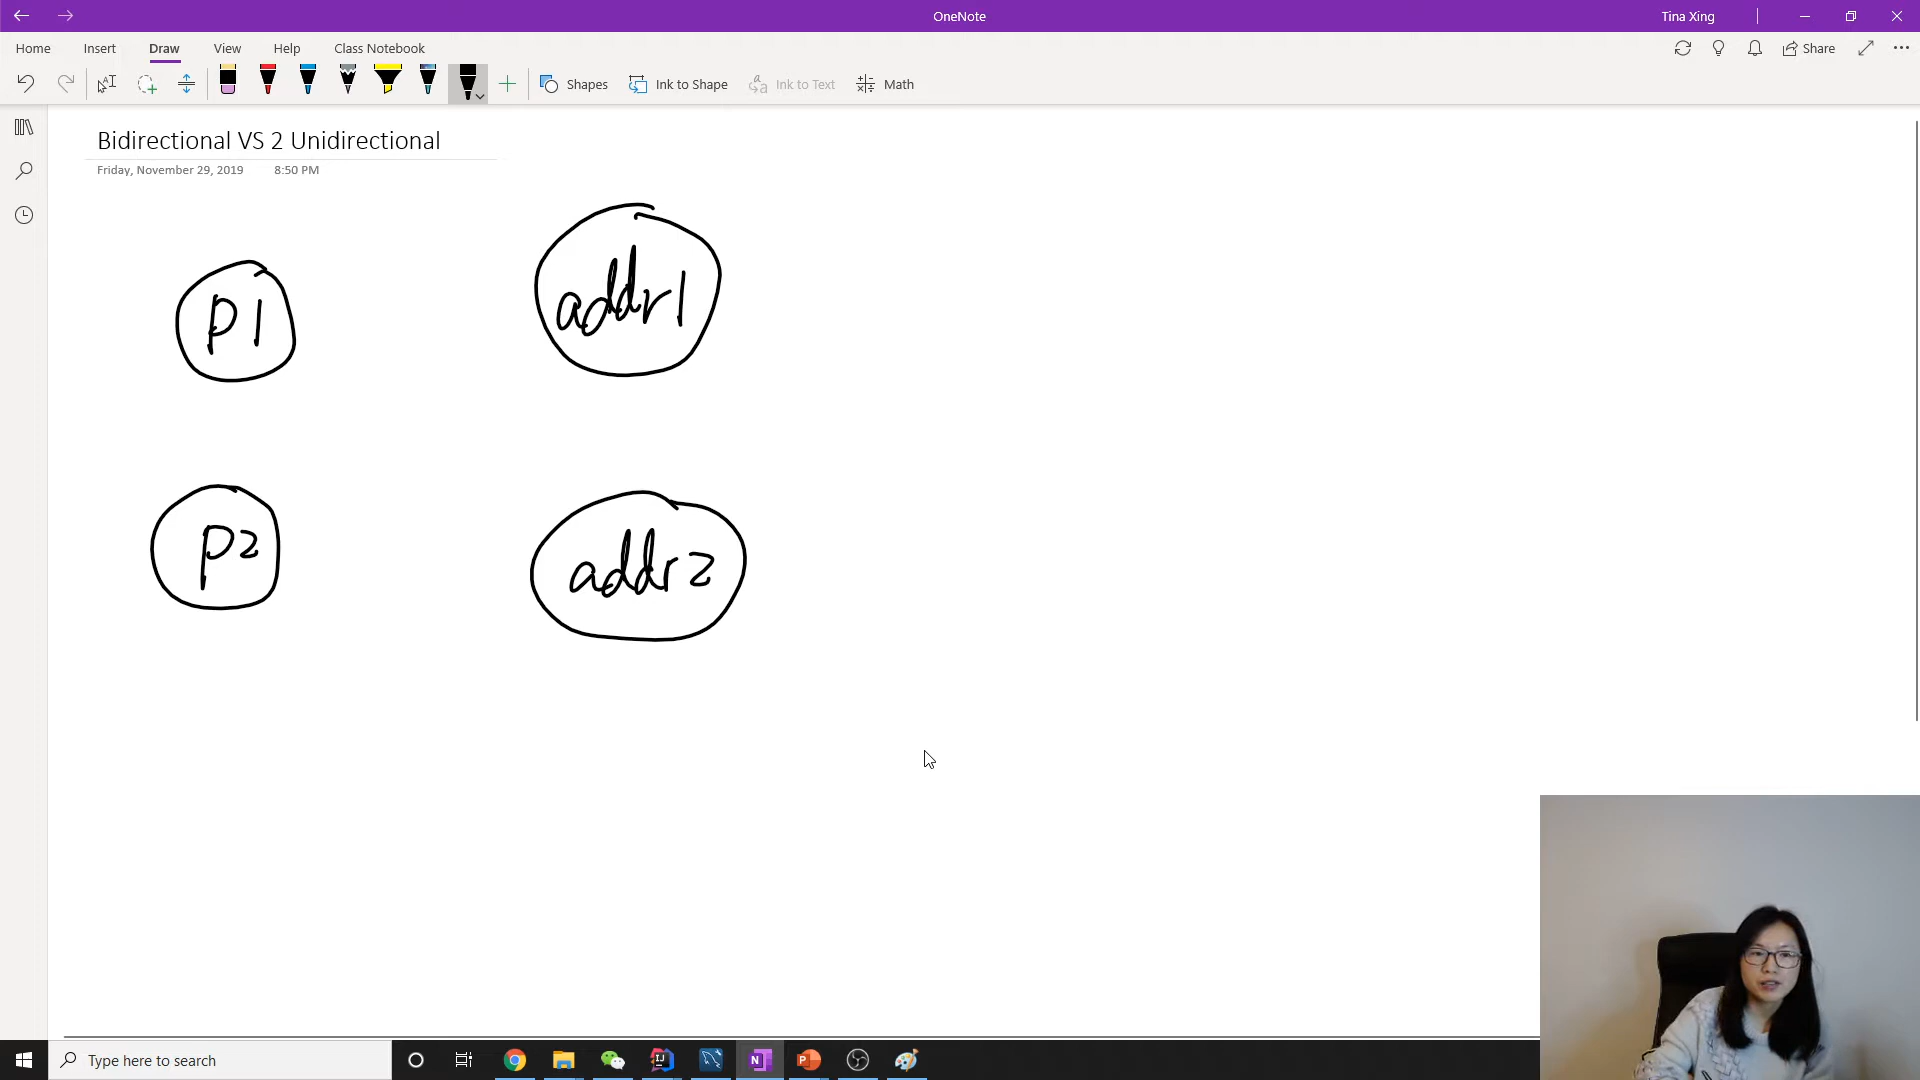 OneNote
Tina Xing
Home Insert Draw View Help Class Notebook
Share
Shapes Ink to Shape Ink to Text Math
Bidirectional VS 2 Unidirectional
Friday, November 29, 2019 8:50 PM
p1
addr1
p2
addr2
Type here to search